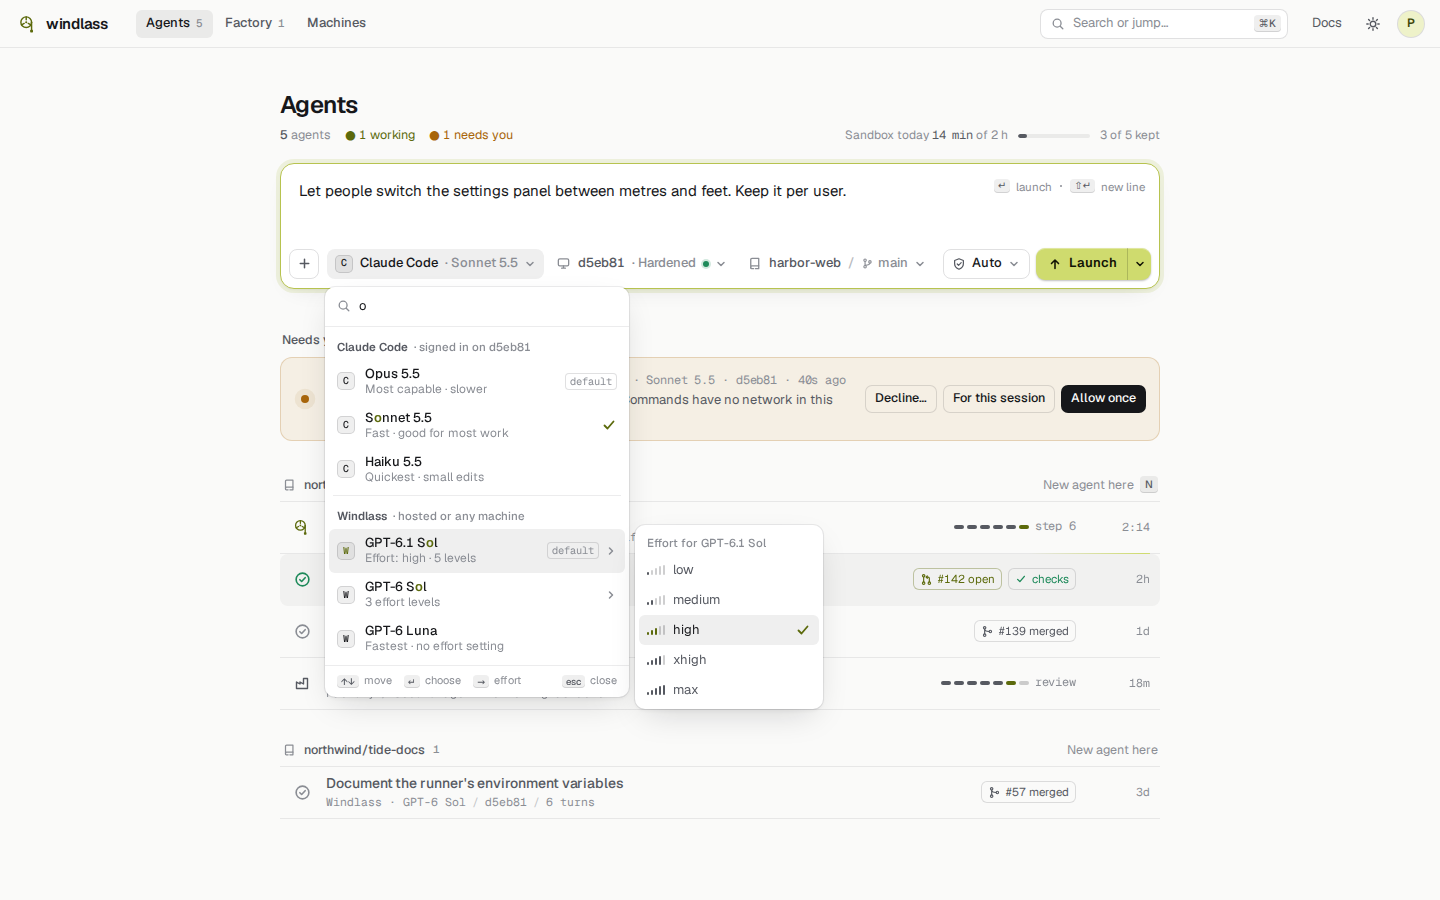 windlass
Agents 5
Factory 1
Machines
Search or jump…
⌘K
Docs
P
Agents
5 agents
1 working
1 needs you
Sandbox today 14 min of 2 h
3 of 5 kept
Let people switch the settings panel between metres and feet. Keep it per user.
↵ launch · ⇧↵ new line
C Claude Code · Sonnet 5.5
d5eb81 · Hardened
harbor-web / main
Auto
Launch
o
Needs
Claude Code · signed in on d5eb81
C
Opus 5.5
Most capable · slower
default
C
Sonnet 5.5
Fast · good for most work
C
Haiku 5.5
Quickest · small edits
Windlass · hosted or any machine
W
GPT-6.1 Sol
Effort: high · 5 levels
default
W
GPT-6 Sol
3 effort levels
W
GPT-6 Luna
Fastest · no effort setting
↑↓ move ↵ choose → effort esc close
Effort for GPT-6.1 Sol
low
medium
high
xhigh
max
· Sonnet 5.5 · d5eb81 · 40s ago
ommands have no network in this
Decline…
For this session
Allow once
nort
New agent here N
step 6
2:14
#142 open
checks
2h
#139 merged
1d
review
18m
northwind/tide-docs 1
New agent here
Document the runner's environment variables
Windlass · GPT-6 Sol / d5eb81 / 6 turns
#57 merged
3d